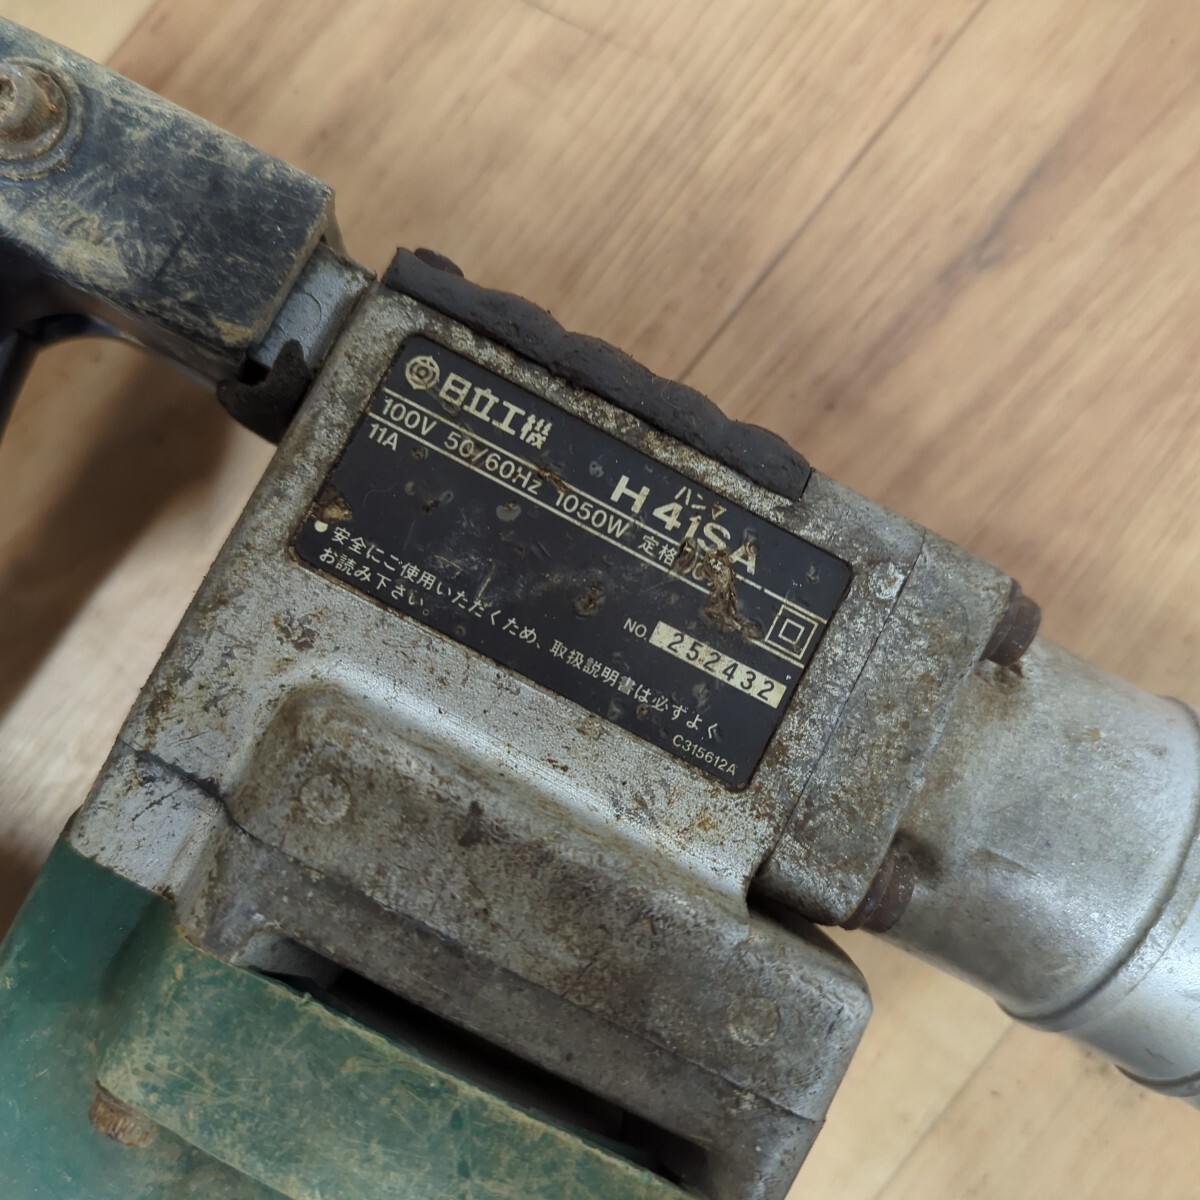 日立工機
ハンマ
H41SA
100V 50/60Hz 1050W 定格
11A
NO. 252432
●安全にご使用いただくため、取扱説明書は必ずよく
お読み下さい。
C315612A